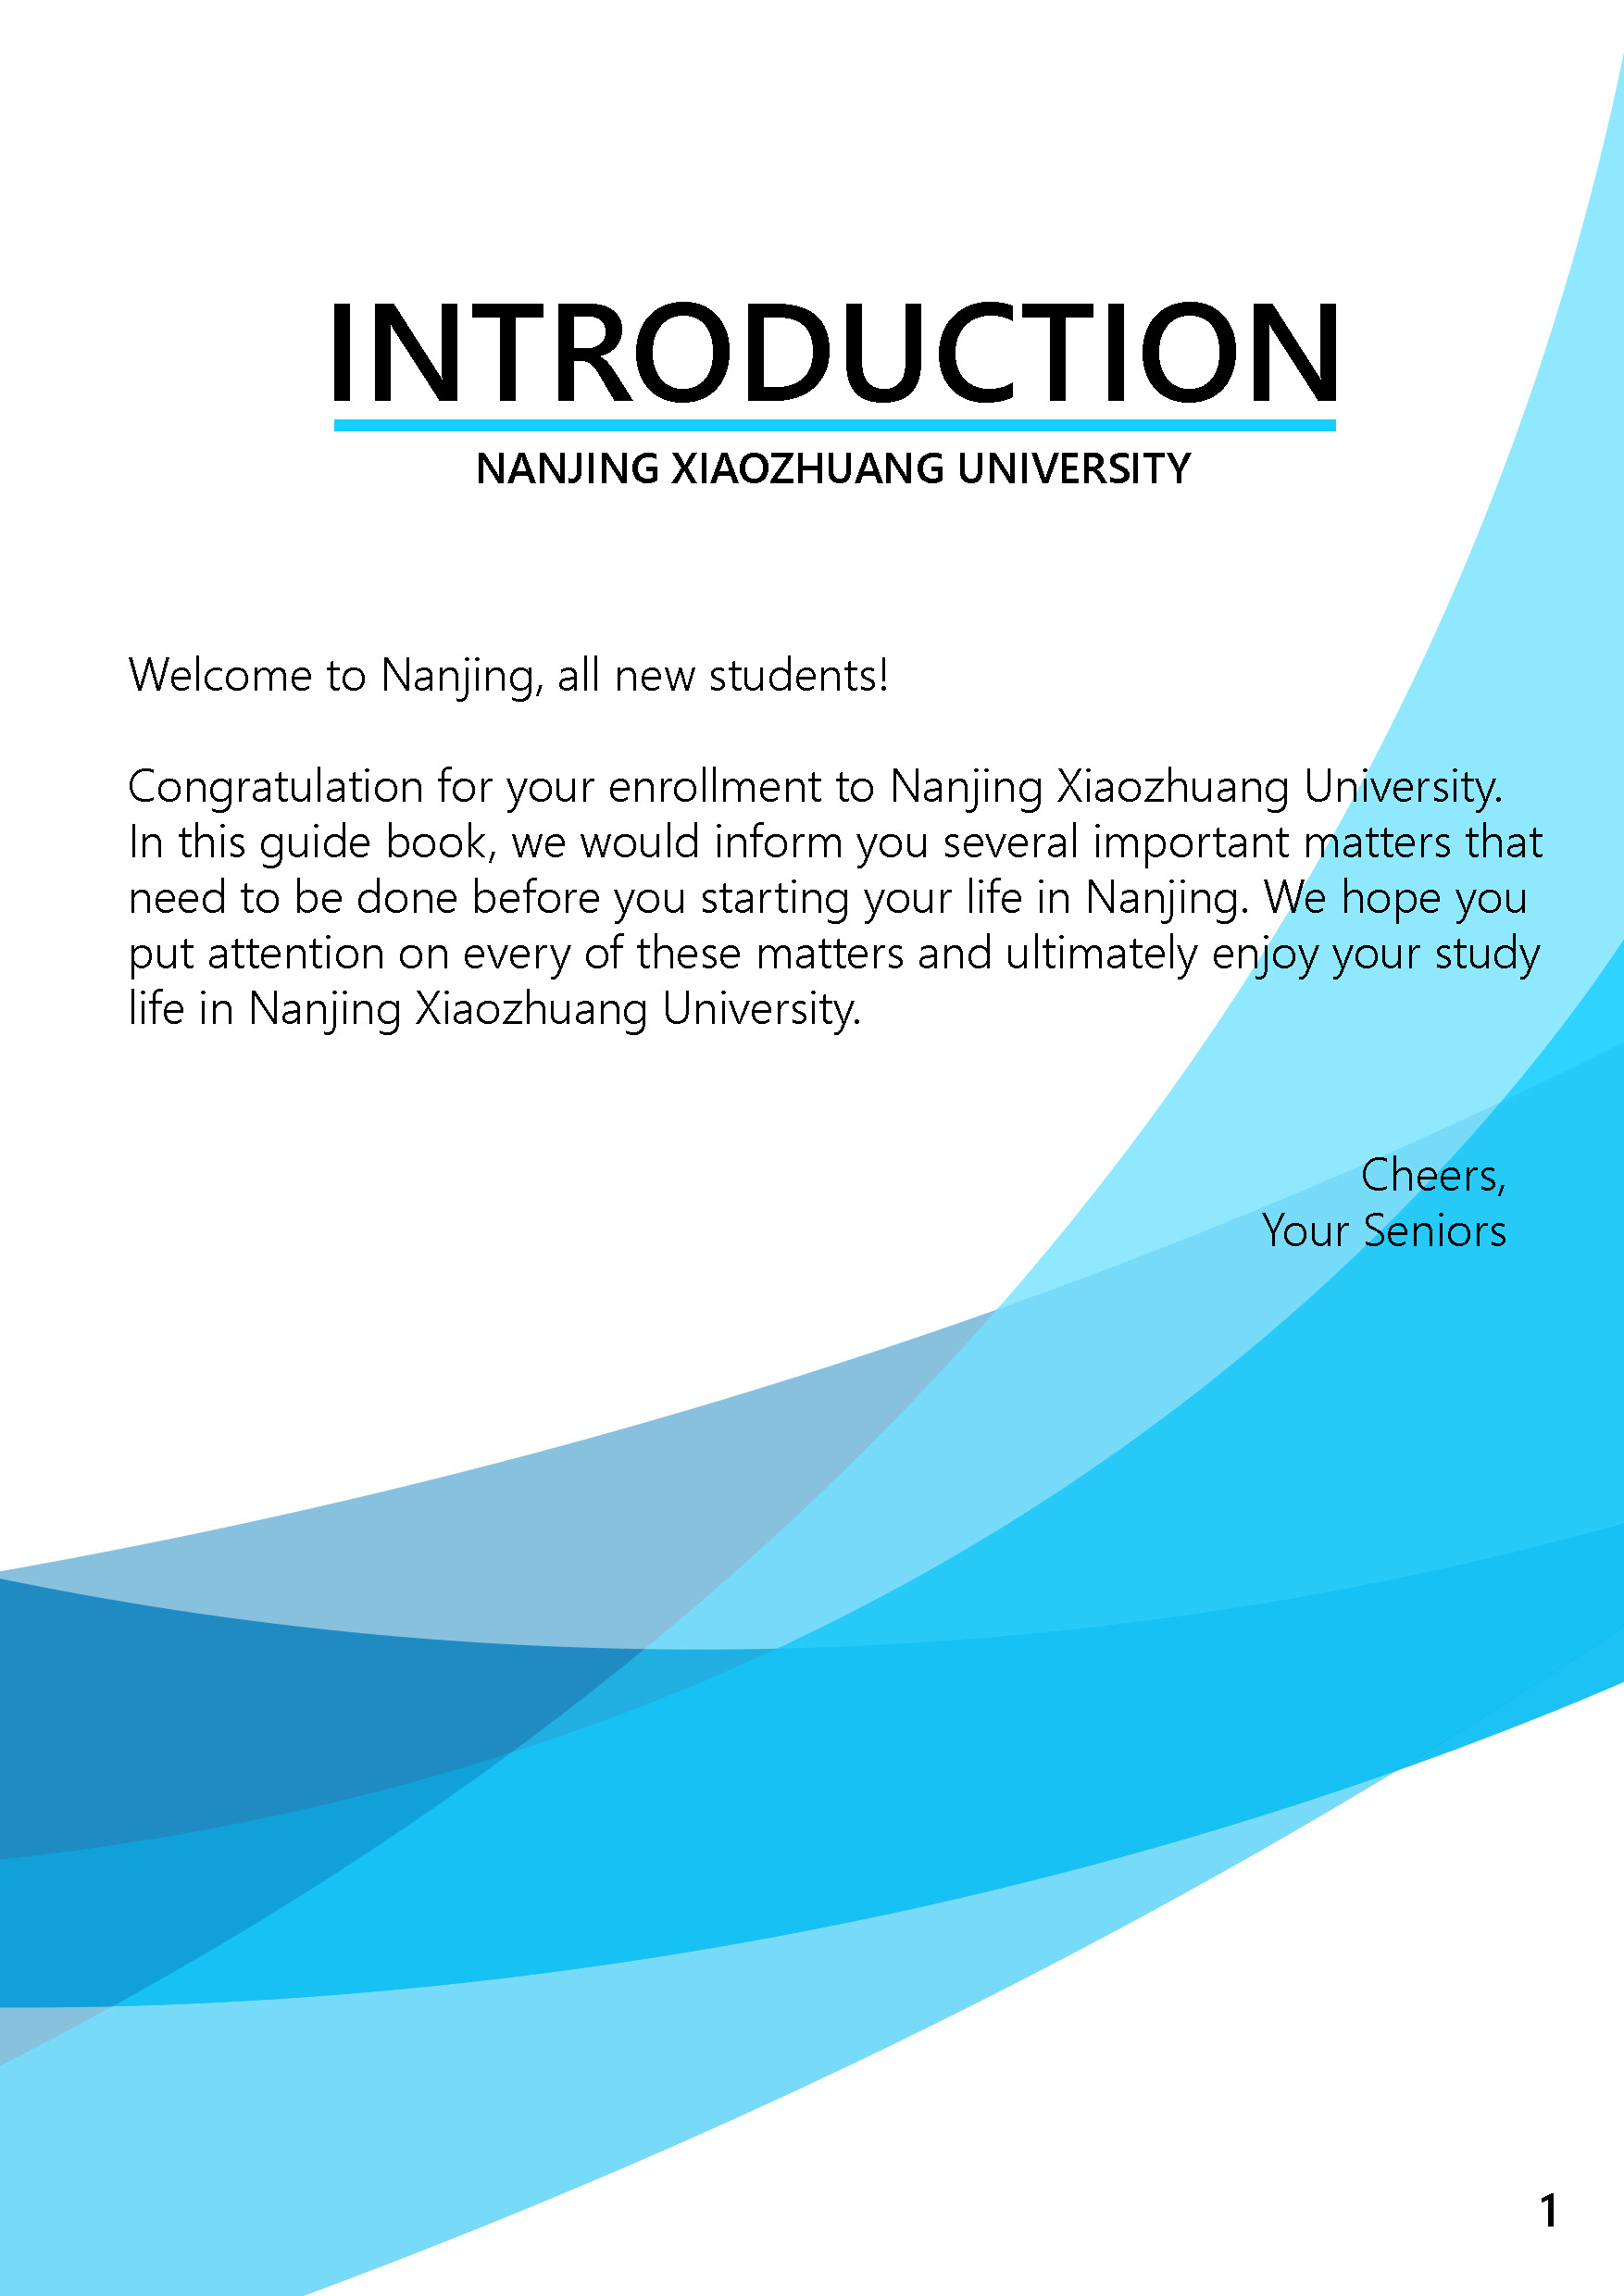 INTRODUCTION
NANJING XIAOZHUANG UNIVERSITY
Welcome to Nanjing, all new students!
Congratulation for your enrollment to Nanjing Xiaozhuang University.
In this guide book, we would inform you several important matters that
need to be done before you starting your life in Nanjing. We hope you
put attention on every of these matters and ultimately enjoy your study
life in Nanjing Xiaozhuang University.
Cheers,
Your Seniors
1